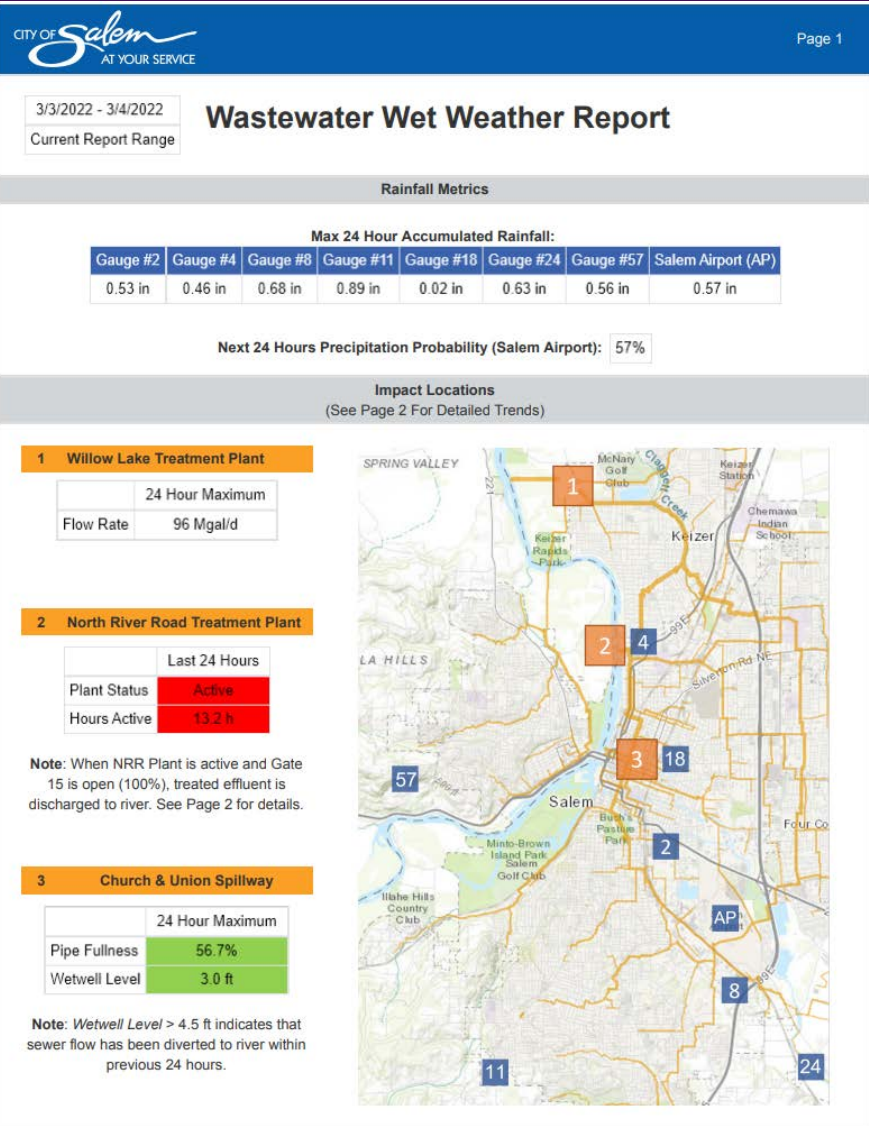 CITY OF Salem
AT YOUR SERVICE
Page 1
3/3/2022 - 3/4/2022
Current Report Range
Wastewater Wet Weather Report
Rainfall Metrics
Max 24 Hour Accumulated Rainfall:
Gauge #2 Gauge #4 Gauge #8 Gauge #11 Gauge #18 Gauge #24 Gauge #57 Salem Airport (AP)
0.53 in 0.46 in 0.68 in 0.89 in 0.02 in 0.63 in 0.56 in 0.57 in
Next 24 Hours Precipitation Probability (Salem Airport): 57%
Impact Locations
(See Page 2 For Detailed Trends)
1 Willow Lake Treatment Plant
24 Hour Maximum
Flow Rate 96 Mgal/d
2 North River Road Treatment Plant
Last 24 Hours
Plant Status Active
Hours Active 13.2 h
Note: When NRR Plant is active and Gate
15 is open (100%), treated effluent is
discharged to river. See Page 2 for details.
3 Church & Union Spillway
24 Hour Maximum
Pipe Fullness 56.7%
Wetwell Level 3.0 ft
Note: Wetwell Level > 4.5 ft indicates that
sewer flow has been diverted to river within
previous 24 hours.
SPRING VALLEY
221
McNary
Golf
Club
Claggett Creek
Keizer
Station
1
Chemawa
Indian
School
Keizer
Keizer
Rapids
Park
2
4
99E
LA HILLS
Silverton Rd NE
3
18
57
Salem
Bush's
Pasture
Park
Four Co
2
Minto-Brown
Island Park
Salem
Golf Club
Illahe Hills
Country
Club
AP
99E
8
11
24